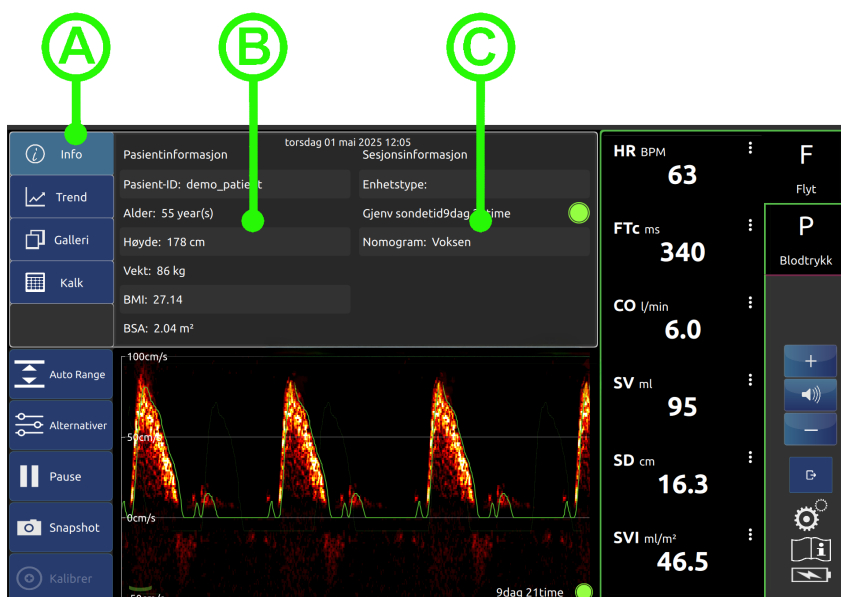 A
B
C
torsdag 01 mai 2025 12:05
Info
Trend
Galleri
Kalk
Pasientinformasjon
Pasient-ID: demo_patient
Alder: 55 year(s)
Høyde: 178 cm
Vekt: 86 kg
BMI: 27.14
BSA: 2.04 m²
Sesjonsinformasjon
Enhetstype:
Gjenv sondetid9dag 21time
Nomogram: Voksen
Auto Range
Alternativer
Pause
Snapshot
Kalibrer
100cm/s
50cm/s
0cm/s
-50cm/s
9dag 21time
HR BPM
63
FTc ms
340
CO l/min
6.0
SV ml
95
SD cm
16.3
SVI ml/m²
46.5
F
Flyt
P
Blodtrykk